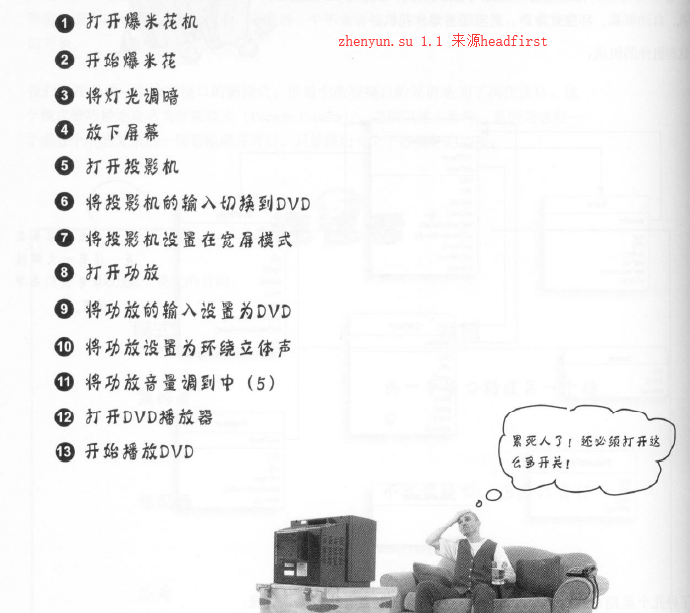 1 打开爆米花机
zhenyun.su 1.1 来源headfirst
2 开始爆米花
3 将灯光调暗
4 放下屏幕
5 打开投影机
6 将投影机的输入切换到DVD
7 将投影机设置在宽屏模式
8 打开功放
9 将功放的输入设置为DVD
10 将功放设置为环绕立体声
11 将功放音量调到中（5）
12 打开DVD播放器
13 开始播放DVD
累死人了！还必须打开这
么多开关！